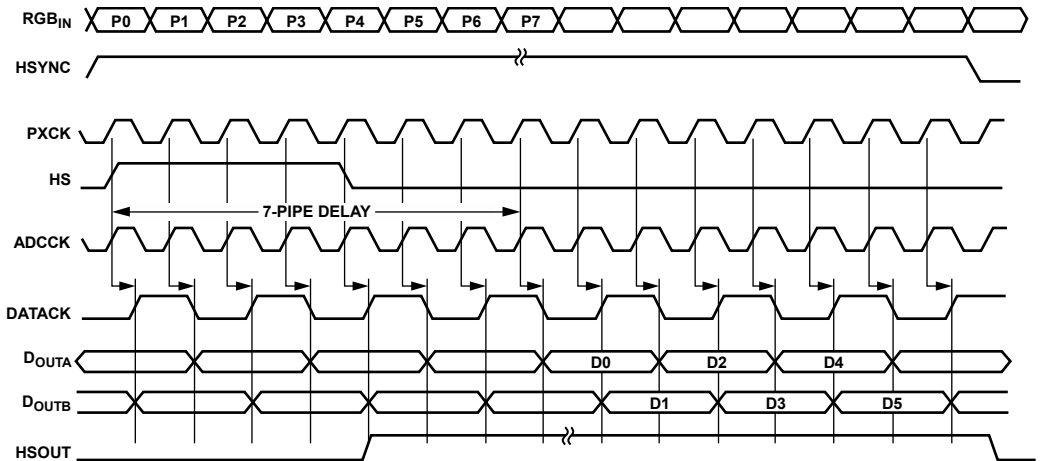 RGBIN P0 P1 P2 P3 P4 P5 P6 P7
HSYNC
PXCK
HS
7-PIPE DELAY
ADCCK
DATACK
DOUTA D0 D2 D4
DOUTB D1 D3 D5
HSOUT